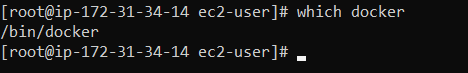 [root@ip-172-31-34-14 ec2-user]# which docker
/bin/docker
[root@ip-172-31-34-14 ec2-user]#